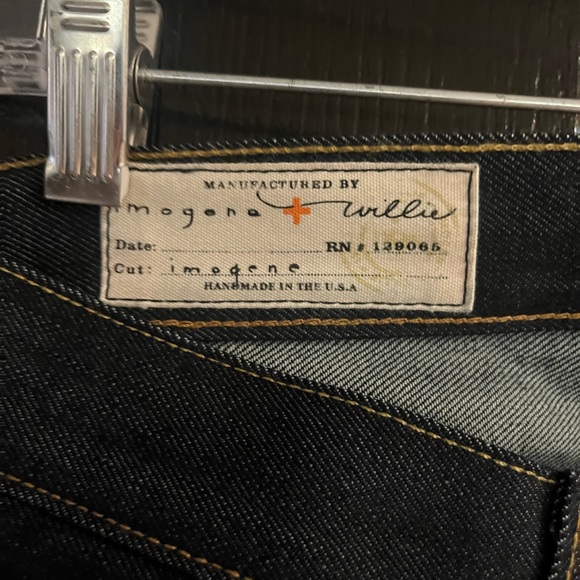 MANUFACTURED BY
imogene + willie
Date: RN # 129065
Cut: imogene
HANDMADE IN THE U.S.A